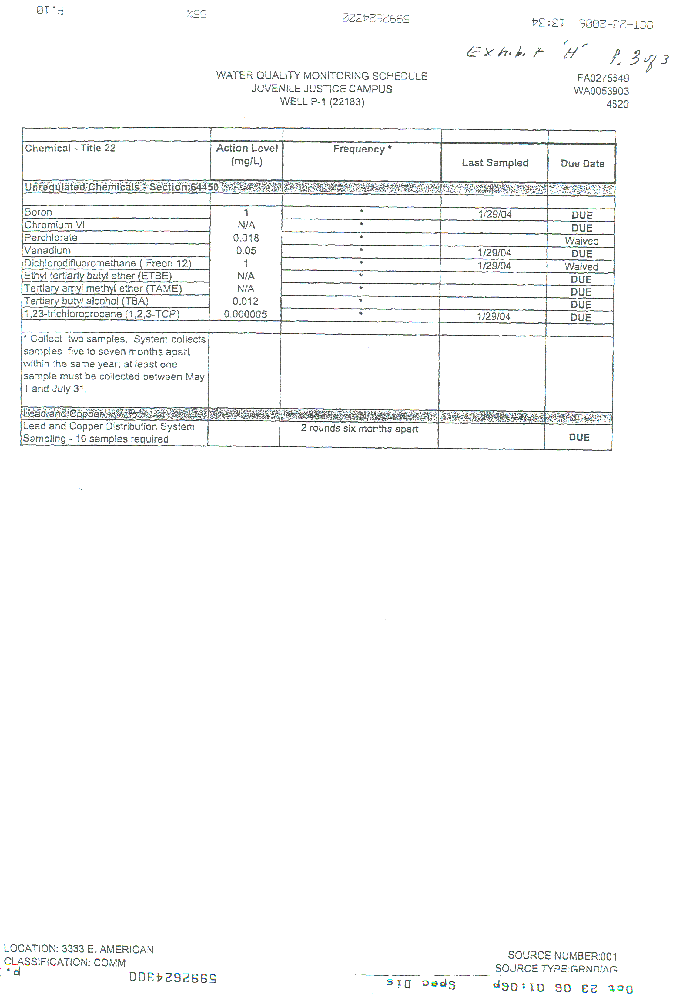 OCT-23-2006 13:34 5992624300 95% P.10
Exhibit 'H' P. 3 of 3
WATER QUALITY MONITORING SCHEDULE
JUVENILE JUSTICE CAMPUS
WELL P-1 (22183)
FA0275549
WA0053903
4620
Chemical - Title 22 Action Level (mg/L) Frequency * Last Sampled Due Date
Unregulated Chemicals - Section 64450
Boron 1 * 1/29/04 DUE
Chromium VI N/A * DUE
Perchlorate 0.018 * Waived
Vanadium 0.05 * 1/29/04 DUE
Dichlorodifluoromethane ( Freon 12) 1 * 1/29/04 Waived
Ethyl tertiarty butyl ether (ETBE) N/A * DUE
Tertiary amyl methyl ether (TAME) N/A * DUE
Tertiary butyl alcohol (TBA) 0.012 * DUE
1,23-trichloropropane (1,2,3-TCP) 0.000005 * 1/29/04 DUE
* Collect two samples. System collects
samples five to seven months apart
within the same year; at least one
sample must be collected between May
1 and July 31.
Lead and Copper
Lead and Copper Distribution System 2 rounds six months apart
Sampling - 10 samples required DUE
LOCATION: 3333 E. AMERICAN
CLASSIFICATION: COMM
SOURCE NUMBER:001
SOURCE TYPE:GRND/AG
Oct 23 06 01:06p Spec Dis 5992624300 p.